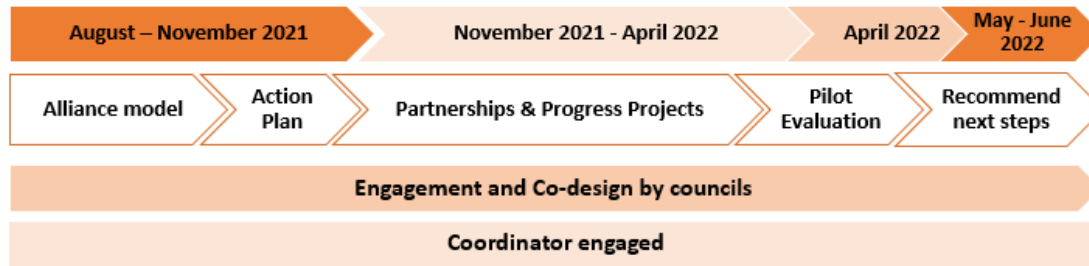 August – November 2021
November 2021 - April 2022
April 2022
May - June
2022
Alliance model
Action
Plan
Partnerships & Progress Projects
Pilot
Evaluation
Recommend
next steps
Engagement and Co-design by councils
Coordinator engaged